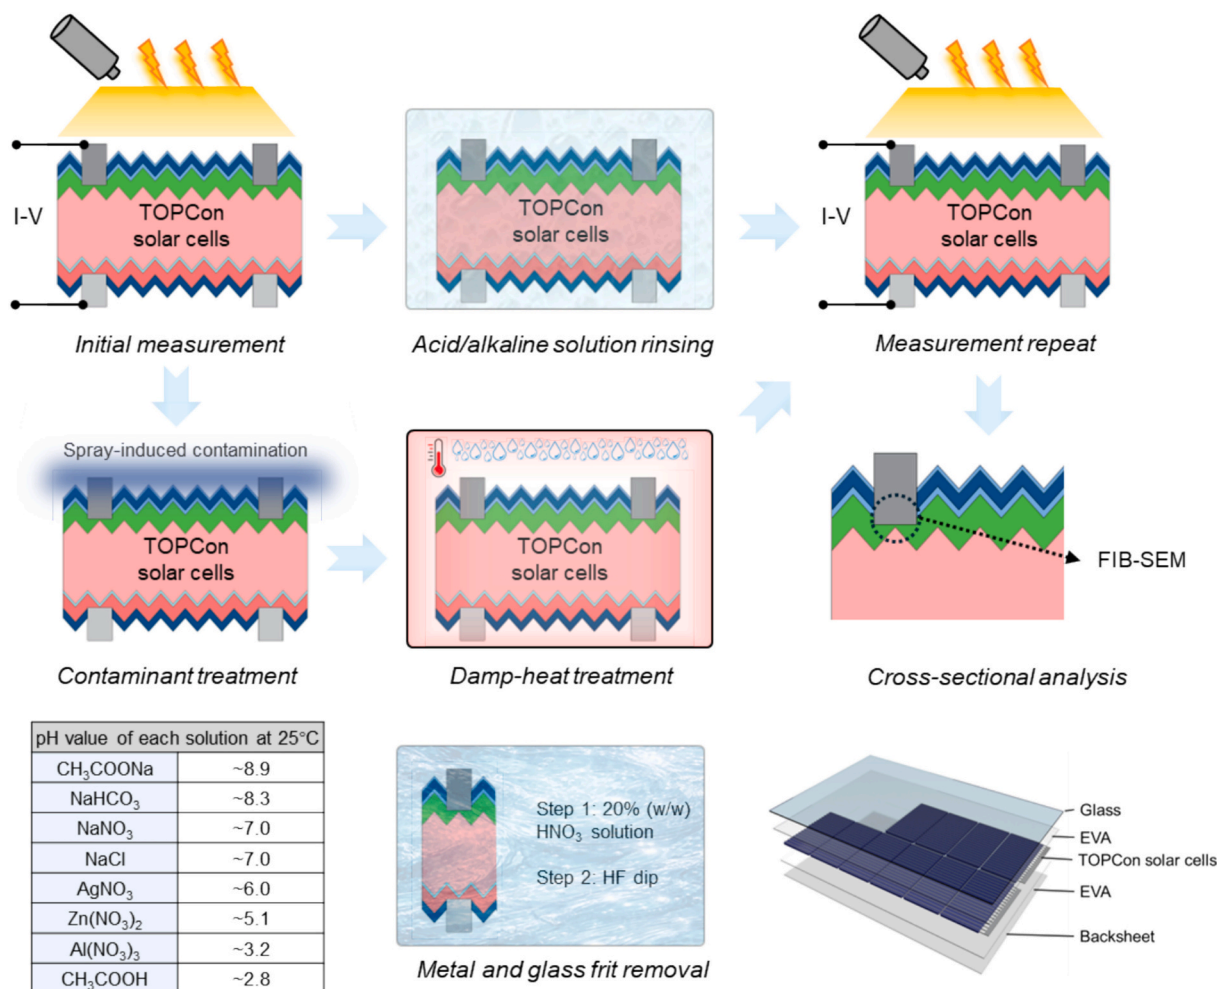 I-V
TOPCon
solar cells
Initial measurement
TOPCon
solar cells
Acid/alkaline solution rinsing
I-V
TOPCon
solar cells
Measurement repeat
Spray-induced contamination
TOPCon
solar cells
Contaminant treatment
TOPCon
solar cells
Damp-heat treatment
FIB-SEM
Cross-sectional analysis
pH value of each solution at 25°C
CH₃COONa ~8.9
NaHCO₃ ~8.3
NaNO₃ ~7.0
NaCl ~7.0
AgNO₃ ~6.0
Zn(NO₃)₂ ~5.1
Al(NO₃)₃ ~3.2
CH₃COOH ~2.8
Step 1: 20% (w/w)
HNO₃ solution
Step 2: HF dip
Metal and glass frit removal
Glass
EVA
TOPCon solar cells
EVA
Backsheet